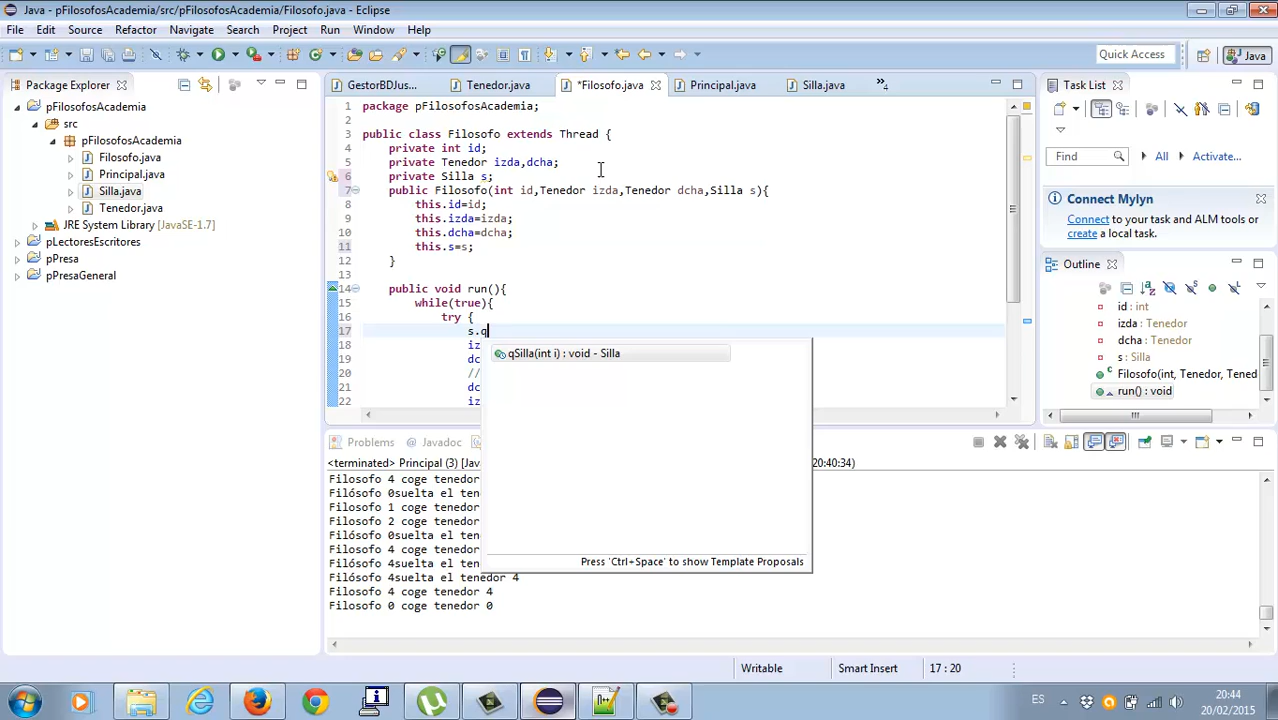 Java - pFilosofosAcademia/src/pFilosofosAcademia/Filosofo.java - Eclipse
File Edit Source Refactor Navigate Search Project Run Window Help
Quick Access
Java
Package Explorer
pFilosofosAcademia
src
pFilosofosAcademia
Filosofo.java
Principal.java
Silla.java
Tenedor.java
JRE System Library [JavaSE-1.7]
pLectoresEscritores
pPresa
pPresaGeneral
GestorBDJus... Tenedor.java *Filosofo.java Principal.java Silla.java »4
1 package pFilosofosAcademia;
2
3 public class Filosofo extends Thread {
4 private int id;
5 private Tenedor izda,dcha;
6 private Silla s;
7 public Filosofo(int id,Tenedor izda,Tenedor dcha,Silla s){
8 this.id=id;
9 this.izda=izda;
10 this.dcha=dcha;
11 this.s=s;
12 }
13
14 public void run(){
15 while(true){
16 try {
17 s.q
18 iz
19 dc
20 //
21 dc
22 iz
qSilla(int i) : void - Silla
Press 'Ctrl+Space' to show Template Proposals
Problems Javadoc
<terminated> Principal (3) [Jav 20:40:34)
Filosofo 4 coge tenedor
Filósofo 0suelta el ten
Filosofo 1 coge tenedor
Filosofo 2 coge tenedor
Filósofo 0suelta el ten
Filosofo 4 coge tenedor
Filósofo 4suelta el ten
Filósofo 4suelta el tenedor 4
Filosofo 4 coge tenedor 4
Filosofo 0 coge tenedor 0
Task List
Find All Activate...
Connect Mylyn
Connect to your task and ALM tools or
create a local task.
Outline
id : int
izda : Tenedor
dcha : Tenedor
s : Silla
Filosofo(int, Tenedor, Tened
run() : void
Writable Smart Insert 17 : 20
ES
20:44
20/02/2015